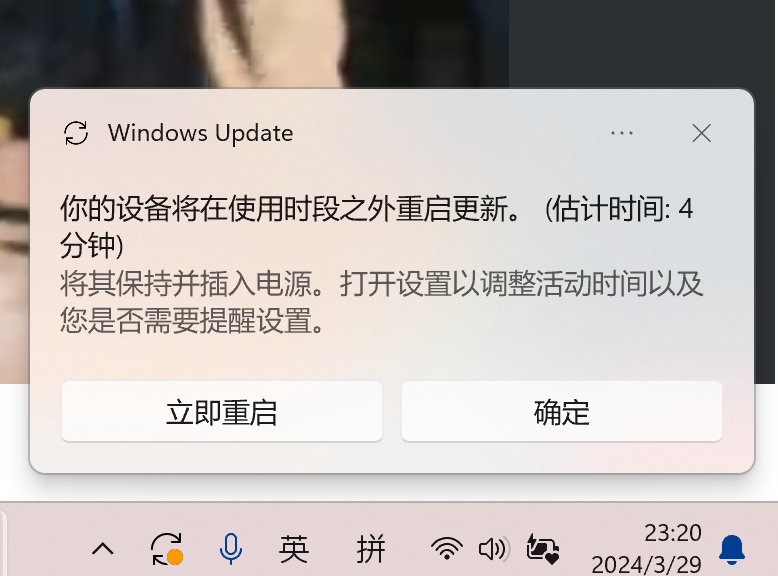 Windows Update
你的设备将在使用时段之外重启更新。 (估计时间: 4
分钟)
将其保持并插入电源。打开设置以调整活动时间以及
您是否需要提醒设置。
立即重启
确定
英
拼
23:20
2024/3/29